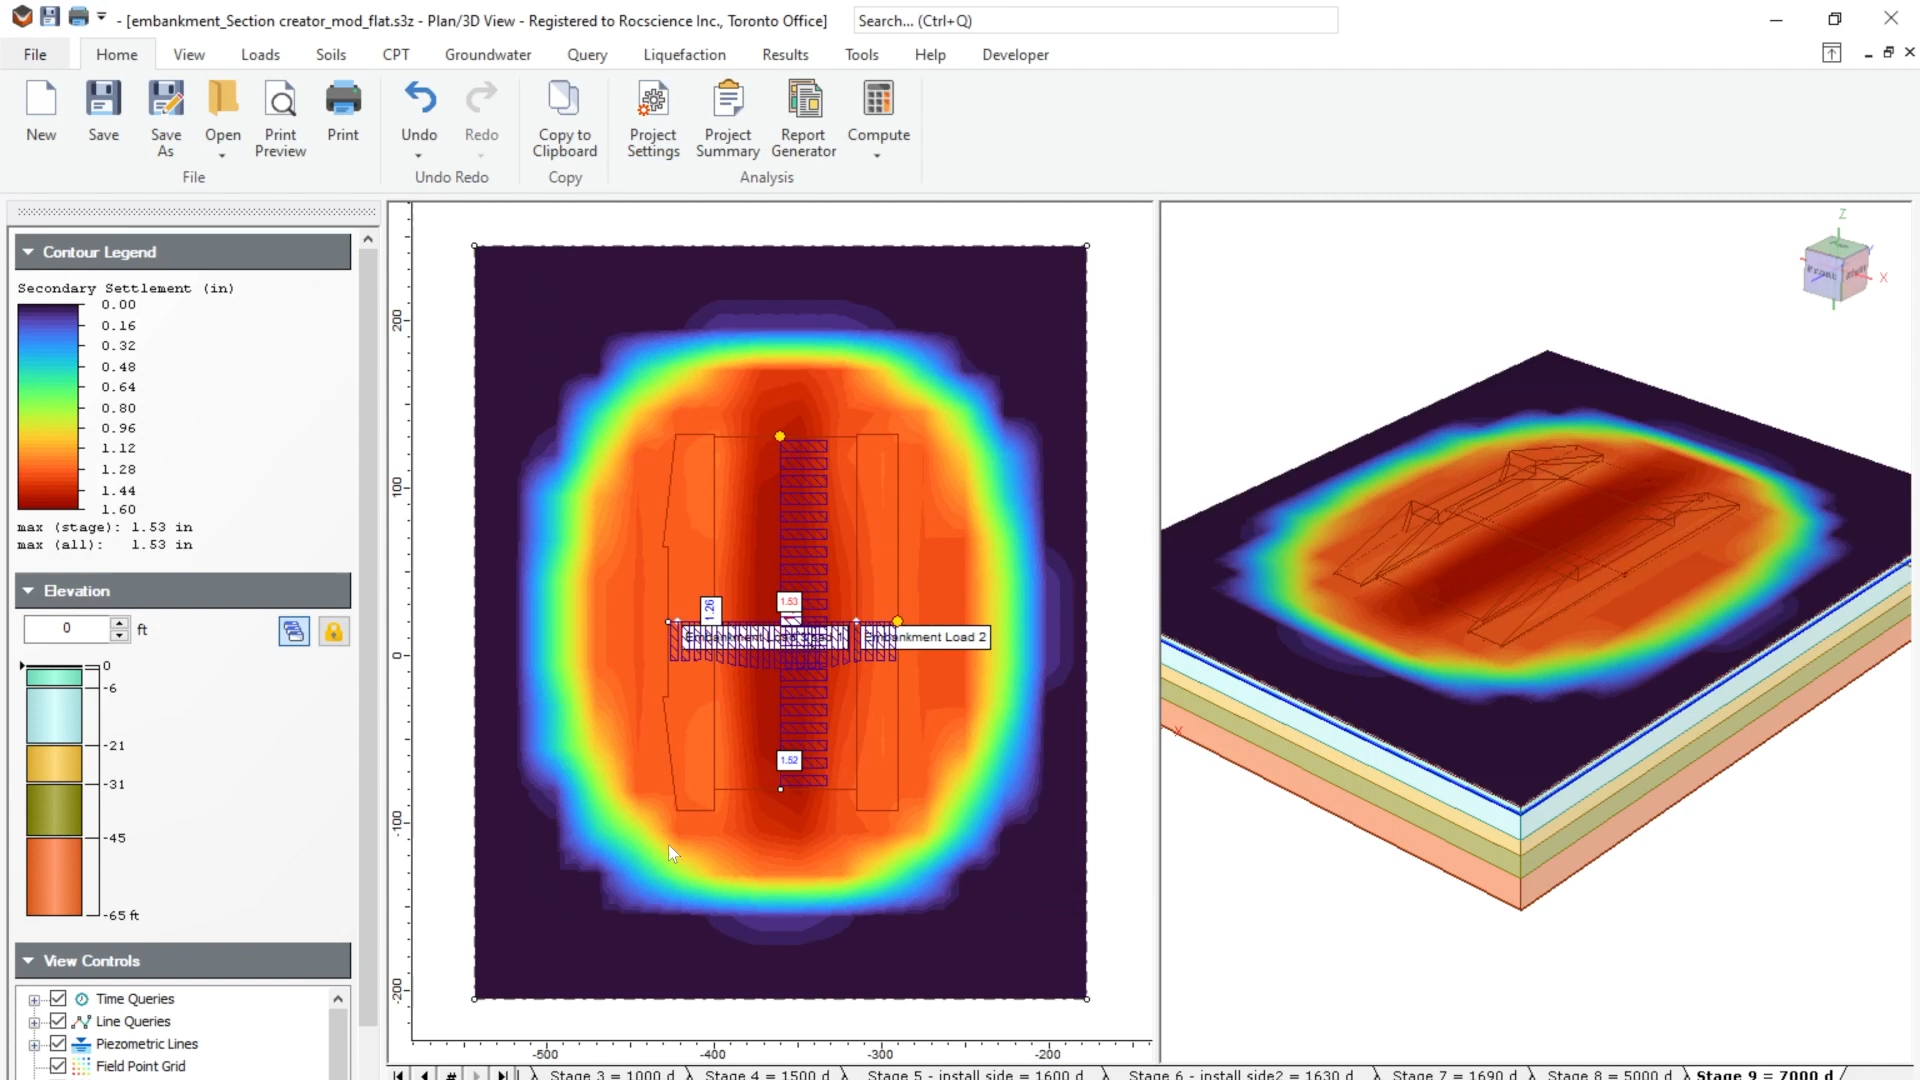 - [embankment_Section creator_mod_flat.s3z - Plan/3D View - Registered to Rocscience Inc., Toronto Office]
Search... (Ctrl+Q)
File Home View Loads Soils CPT Groundwater Query Liquefaction Results Tools Help Developer
New Save Save As Open Print Preview Print Undo Redo Copy to Clipboard Project Settings Project Summary Report Generator Compute
File Undo Redo Copy Analysis
Contour Legend
Secondary Settlement (in)
0.00
0.16
0.32
0.48
0.64
0.80
0.96
1.12
1.28
1.44
1.60
max (stage): 1.53 in
max (all): 1.53 in
Elevation
0 ft
0
-6
-21
-31
-45
-65 ft
View Controls
Time Queries
Line Queries
Piezometric Lines
Field Point Grid
200
100
0
-100
-200
1.26
1.53
Embankment Load 2
1.52
-500 -400 -300 -200
Z
Front
X
X
# Stage 3 = 1000 d Stage 4 = 1500 d Stage 5 - install side = 1600 d Stage 6 - install side2 = 1630 d Stage 7 = 1690 d Stage 8 = 5000 d Stage 9 = 7000 d